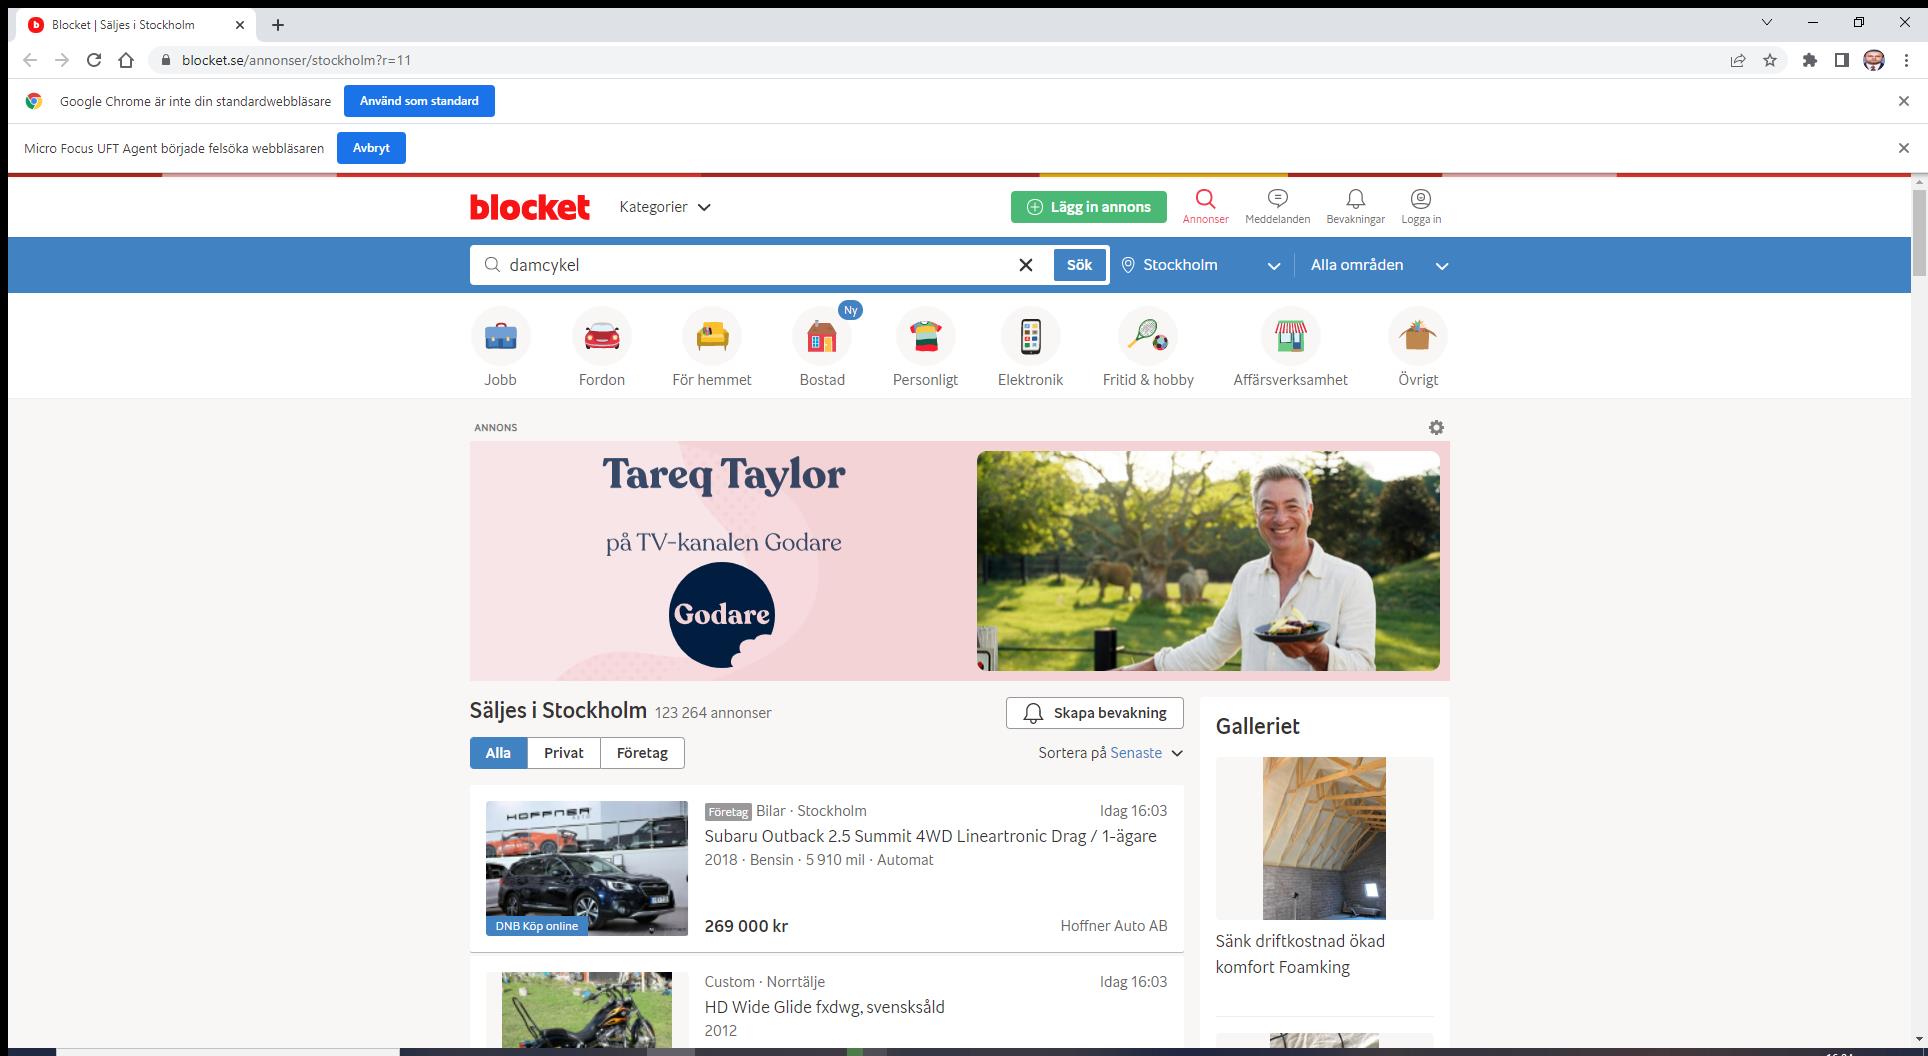 Blocket | Säljes i Stockholm
blocket.se/annonser/stockholm?r=11
Google Chrome är inte din standardwebbläsare
Använd som standard
Micro Focus UFT Agent började felsöka webbläsaren
Avbryt
blocket
Kategorier
Lägg in annons
Annonser
Meddelanden
Bevakningar
Logga in
damcykel
Sök
Stockholm
Alla områden
Ny
Jobb
Fordon
För hemmet
Bostad
Personligt
Elektronik
Fritid & hobby
Affärsverksamhet
Övrigt
ANNONS
Tareq Taylor
på TV-kanalen Godare
Godare
Säljes i Stockholm 123 264 annonser
Skapa bevakning
Alla
Privat
Företag
Sortera på Senaste
HOFFNER
DNB Köp online
Företag Bilar · Stockholm
Idag 16:03
Subaru Outback 2.5 Summit 4WD Lineartronic Drag / 1-ägare
2018 · Bensin · 5 910 mil · Automat
269 000 kr
Hoffner Auto AB
Custom · Norrtälje
Idag 16:03
HD Wide Glide fxdwg, svensksåld
2012
Galleriet
Sänk driftkostnad ökad
komfort Foamking